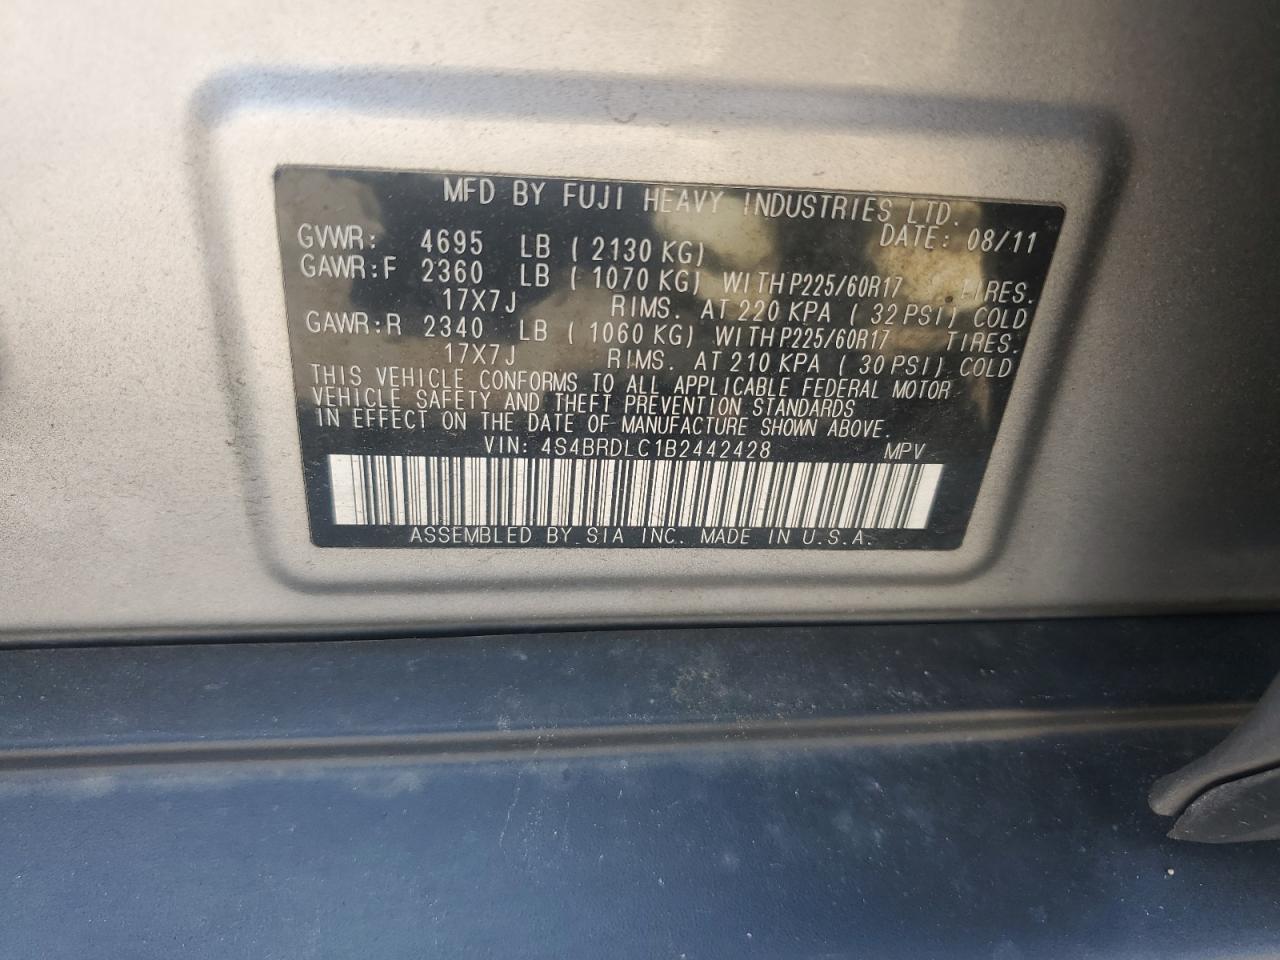 MFD BY FUJI HEAVY INDUSTRIES LTD.
DATE: 08/11
GVWR: 4695 LB ( 2130 KG)
GAWR:F 2360 LB ( 1070 KG) WITH P225/60R17 TIRES.
17X7J RIMS. AT 220 KPA ( 32 PSI) COLD
GAWR:R 2340 LB ( 1060 KG) WITH P225/60R17 TIRES.
17X7J RIMS. AT 210 KPA ( 30 PSI) COLD
THIS VEHICLE CONFORMS TO ALL APPLICABLE FEDERAL MOTOR
VEHICLE SAFETY AND THEFT PREVENTION STANDARDS
IN EFFECT ON THE DATE OF MANUFACTURE SHOWN ABOVE.
VIN: 4S4BRDLC1B2442428 MPV
ASSEMBLED BY SIA INC. MADE IN U.S.A.